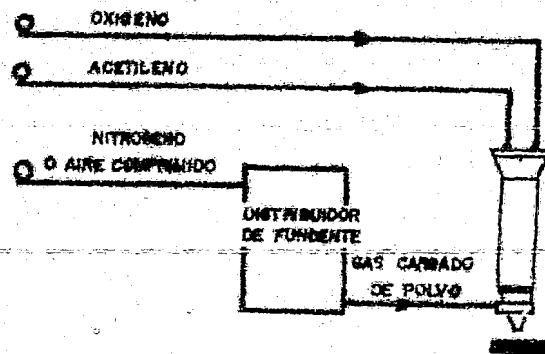 OXIGENO
ACETILENO
NITROGENO
O AIRE COMPRIMIDO
DISTRIBUIDOR
DE FUNDENTE
GAS CARGADO
DE POLVO